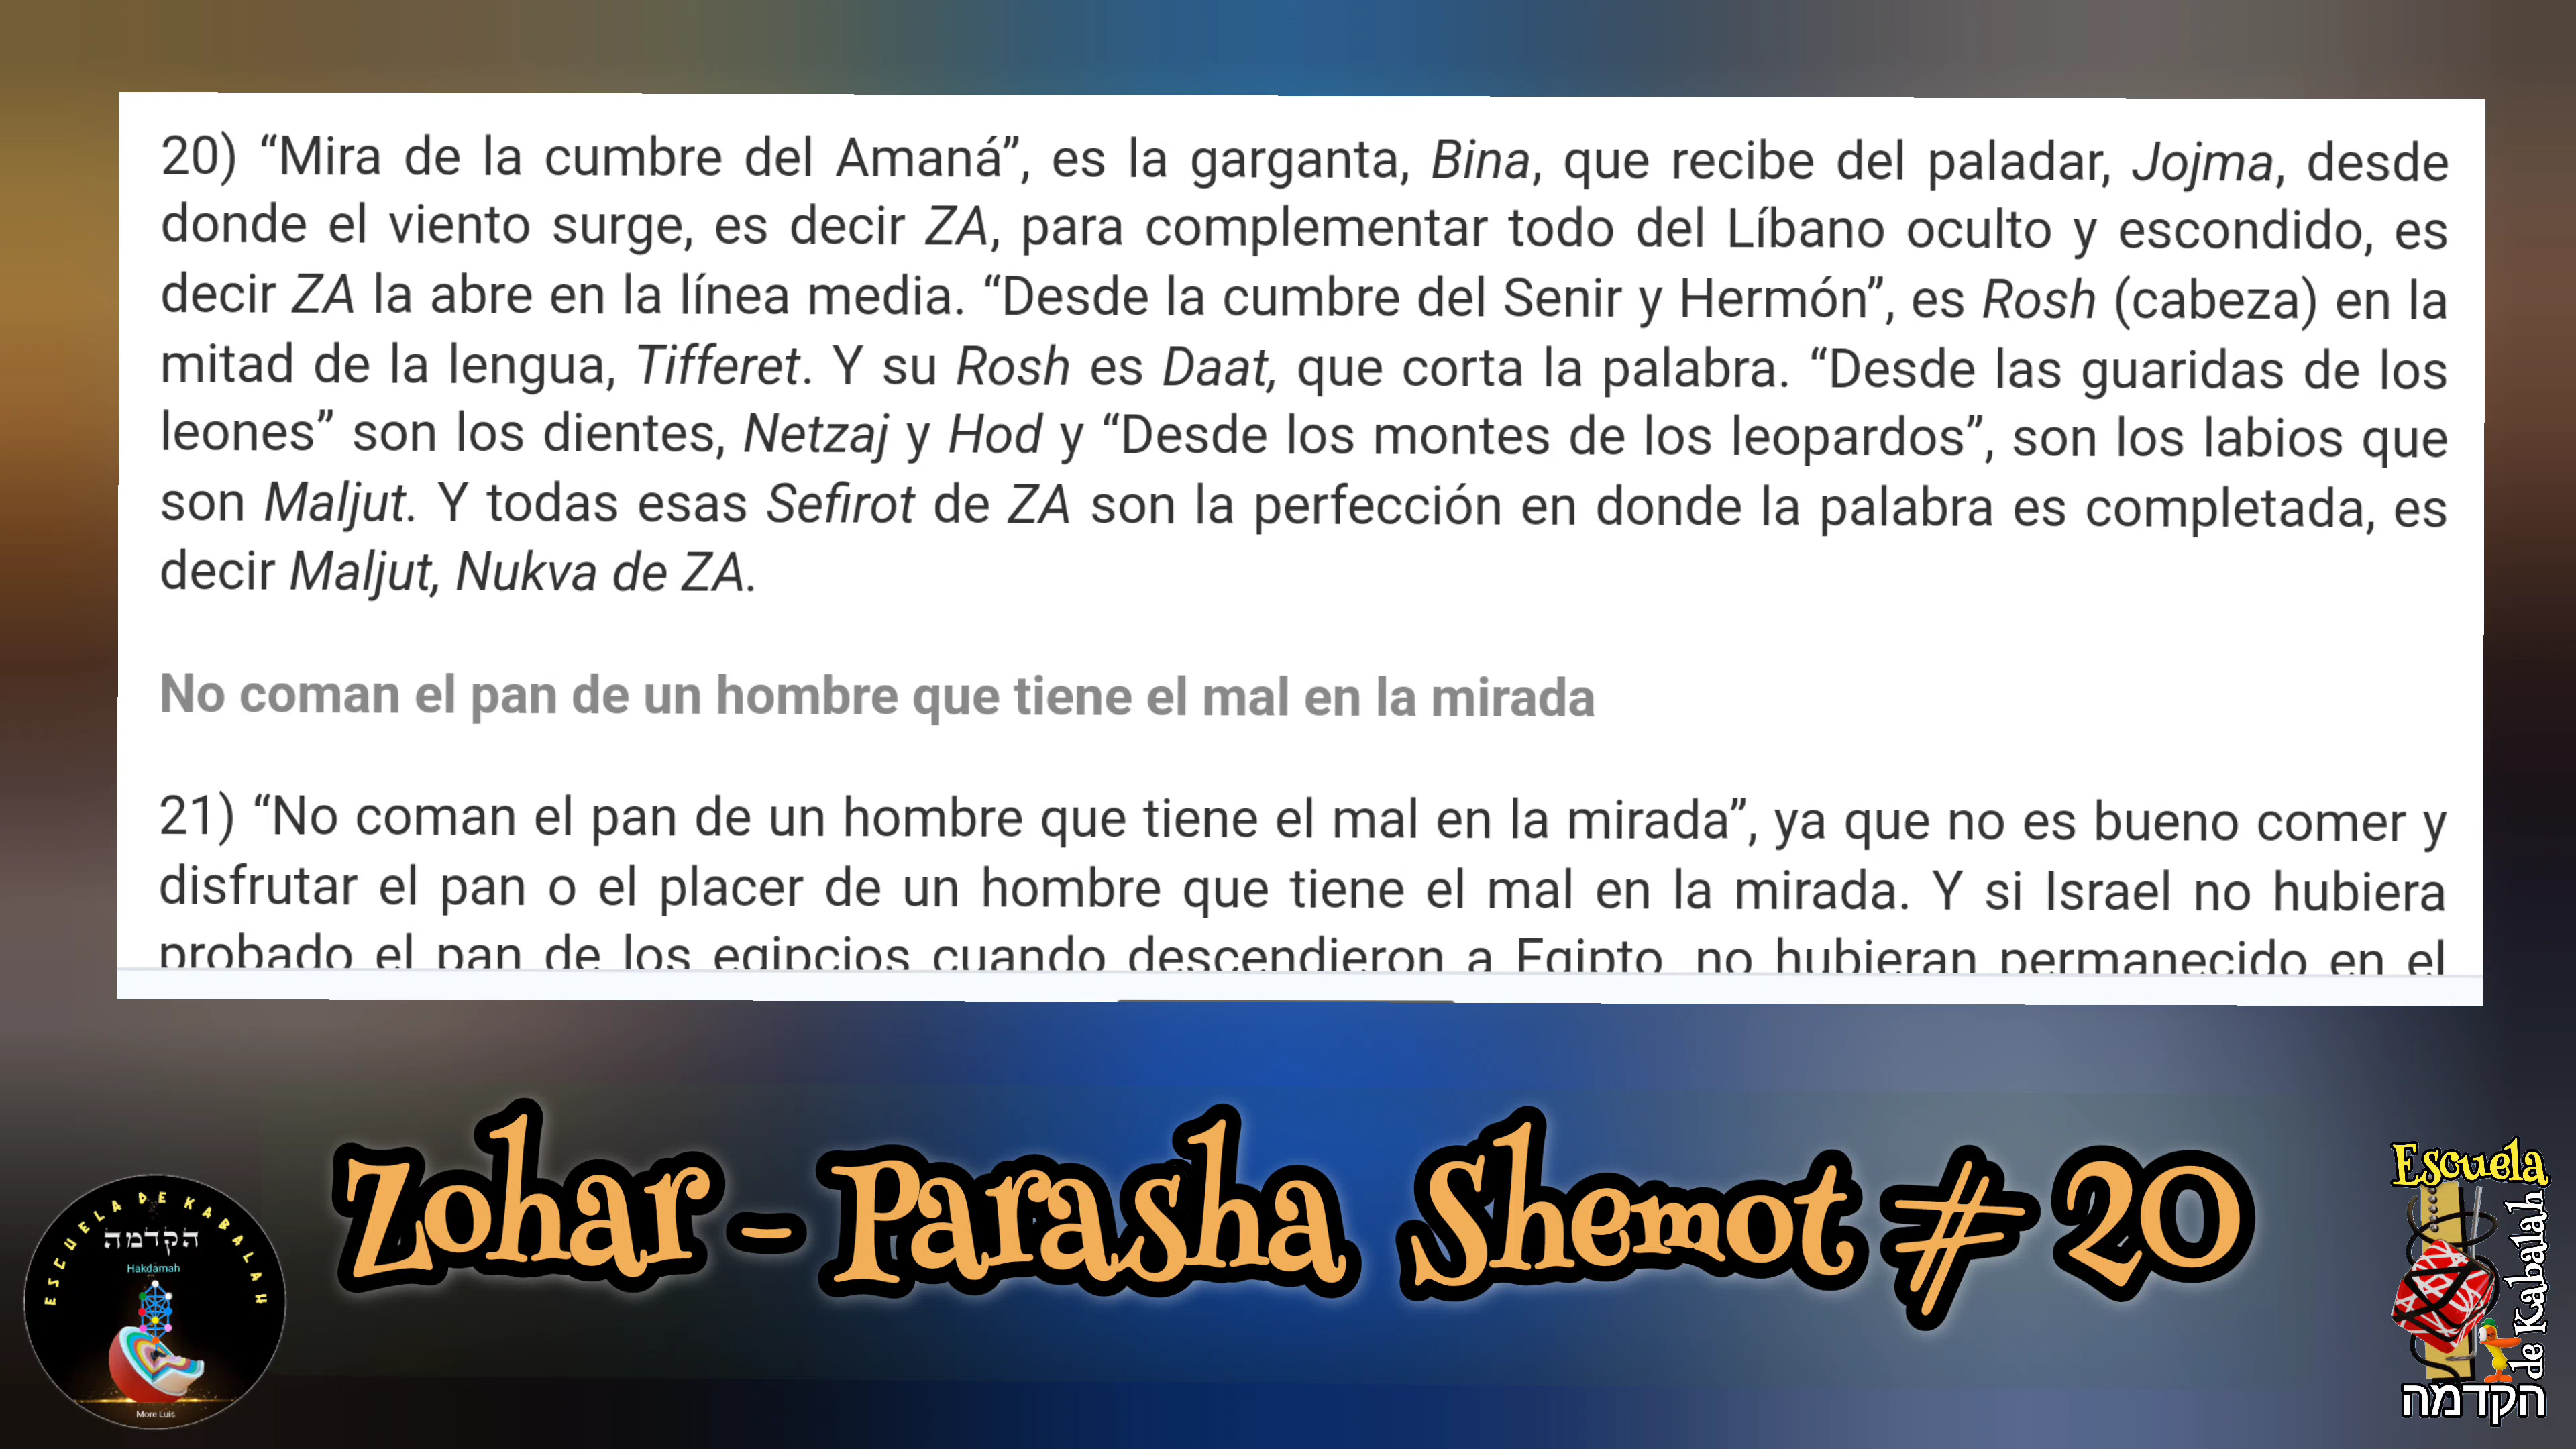 20) “Mira de la cumbre del Amaná”, es la garganta, Bina, que recibe del paladar, Jojma, desde
donde el viento surge, es decir ZA, para complementar todo del Líbano oculto y escondido, es
decir ZA la abre en la línea media. “Desde la cumbre del Senir y Hermón”, es Rosh (cabeza) en la
mitad de la lengua, Tifferet. Y su Rosh es Daat, que corta la palabra. “Desde las guaridas de los
leones” son los dientes, Netzaj y Hod y “Desde los montes de los leopardos”, son los labios que
son Maljut. Y todas esas Sefirot de ZA son la perfección en donde la palabra es completada, es
decir Maljut, Nukva de ZA.
No coman el pan de un hombre que tiene el mal en la mirada
21) “No coman el pan de un hombre que tiene el mal en la mirada”, ya que no es bueno comer y
disfrutar el pan o el placer de un hombre que tiene el mal en la mirada. Y si Israel no hubiera
probado el pan de los egipcios cuando descendieron a Egipto, no hubieran permanecido en el
Zohar - Parasha Shemot # 20
ESCUELA DE KABALAH
הקדמה
Hakdamah
More Luis
Escuela
de Kabalah
הקדמה